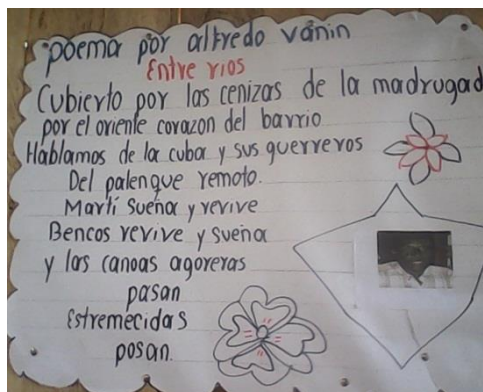 poema por alfredo vanin
Entre rios
Cubierto por las cenizas de la madrugad
por el oriente corazon del barrio
Hablamos de la cuba y sus guerreros
Del palenque remoto.
Martí sueña y revive
Bencos revive y sueña
y las canoas agoreras
pasan
Estremecidas
posan.